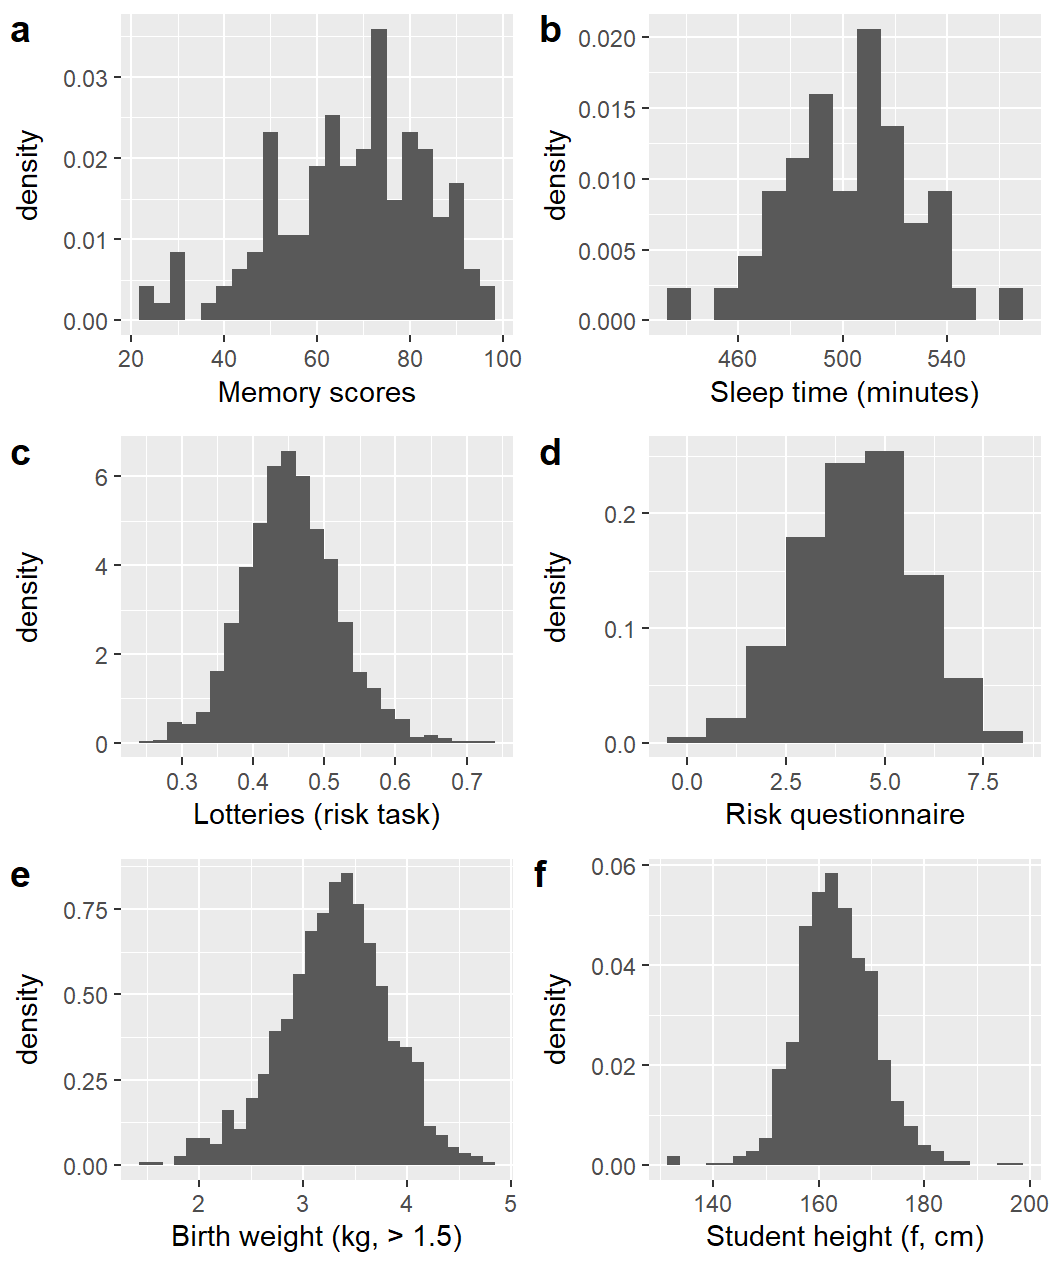 a
density
0.03
0.02
0.01
0.00
20 40 60 80 100
Memory scores
b
density
0.020
0.015
0.010
0.005
0.000
460 500 540
Sleep time (minutes)
c
density
6
4
2
0
0.3 0.4 0.5 0.6 0.7
Lotteries (risk task)
d
density
0.2
0.1
0.0
0.0 2.5 5.0 7.5
Risk questionnaire
e
density
0.75
0.50
0.25
0.00
2 3 4 5
Birth weight (kg, > 1.5)
f
density
0.06
0.04
0.02
0.00
140 160 180 200
Student height (f, cm)